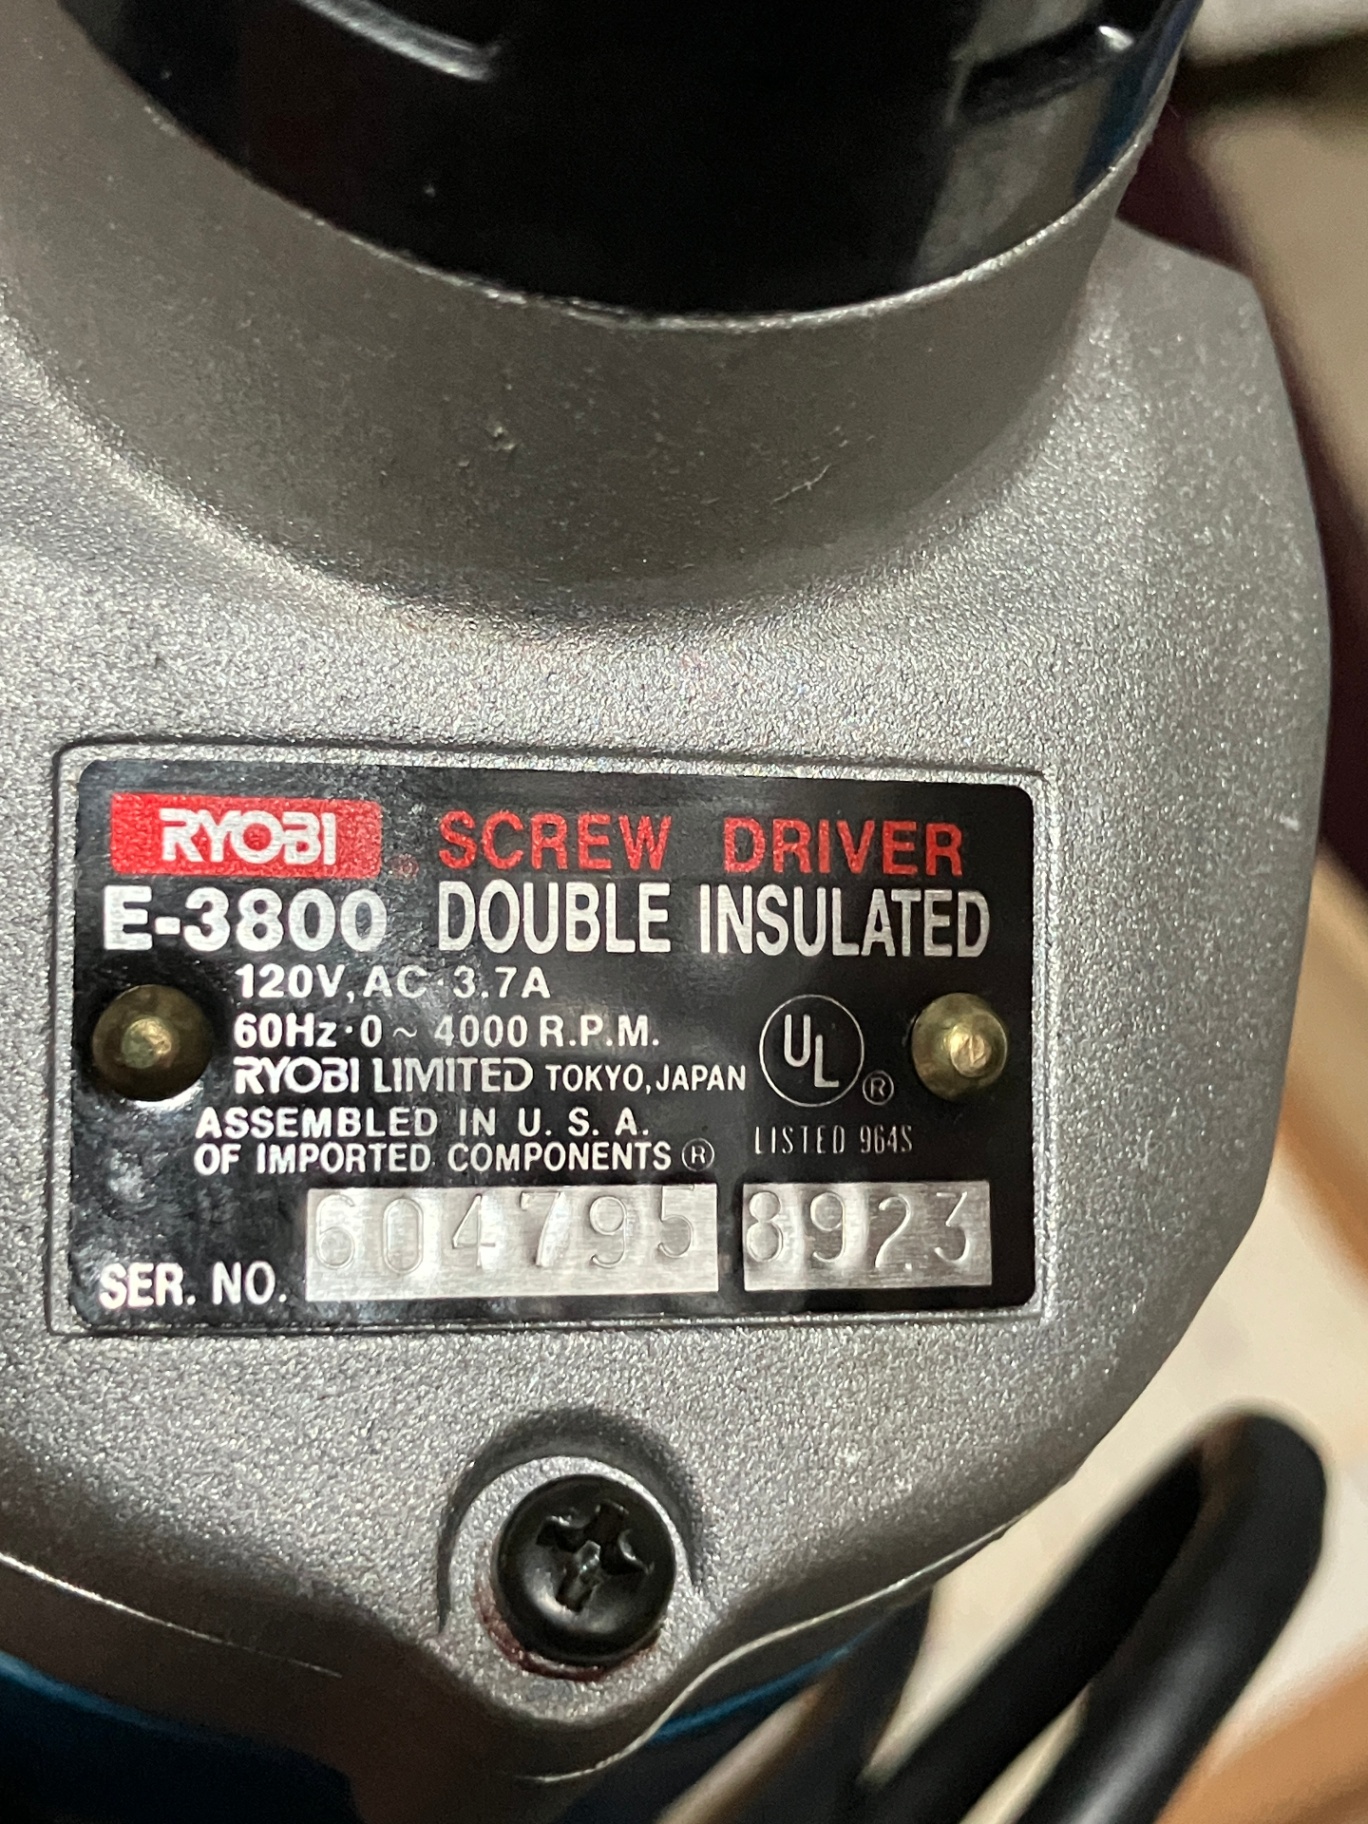 RYOBI SCREW DRIVER
E-3800 DOUBLE INSULATED
120V, AC·3.7A
60Hz·0~4000 R.P.M.
RYOBI LIMITED TOKYO, JAPAN
UL ®
ASSEMBLED IN U. S. A.
OF IMPORTED COMPONENTS ®
LISTED 964S
SER. NO. 604795 8923